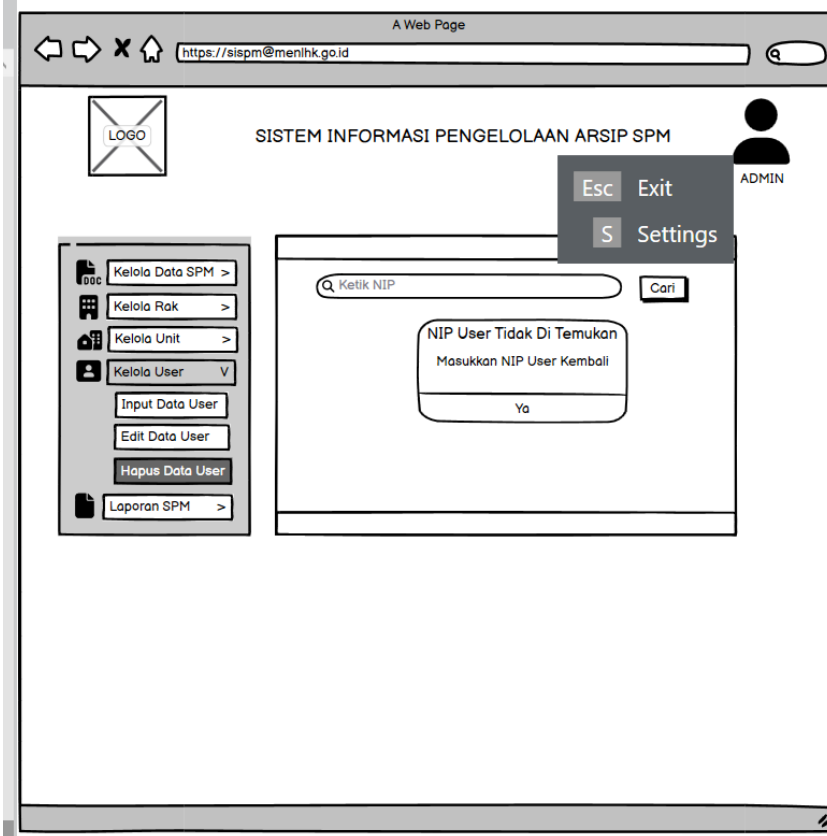 A Web Page
https://sispm@menlhk.go.id
LOGO
SISTEM INFORMASI PENGELOLAAN ARSIP SPM
ADMIN
Esc Exit
S Settings
DOC
Kelola Data SPM >
Kelola Rak >
Kelola Unit >
Kelola User V
Input Data User
Edit Data User
Hapus Data User
Laporan SPM >
Ketik NIP
Cari
NIP User Tidak Di Temukan
Masukkan NIP User Kembali
Ya